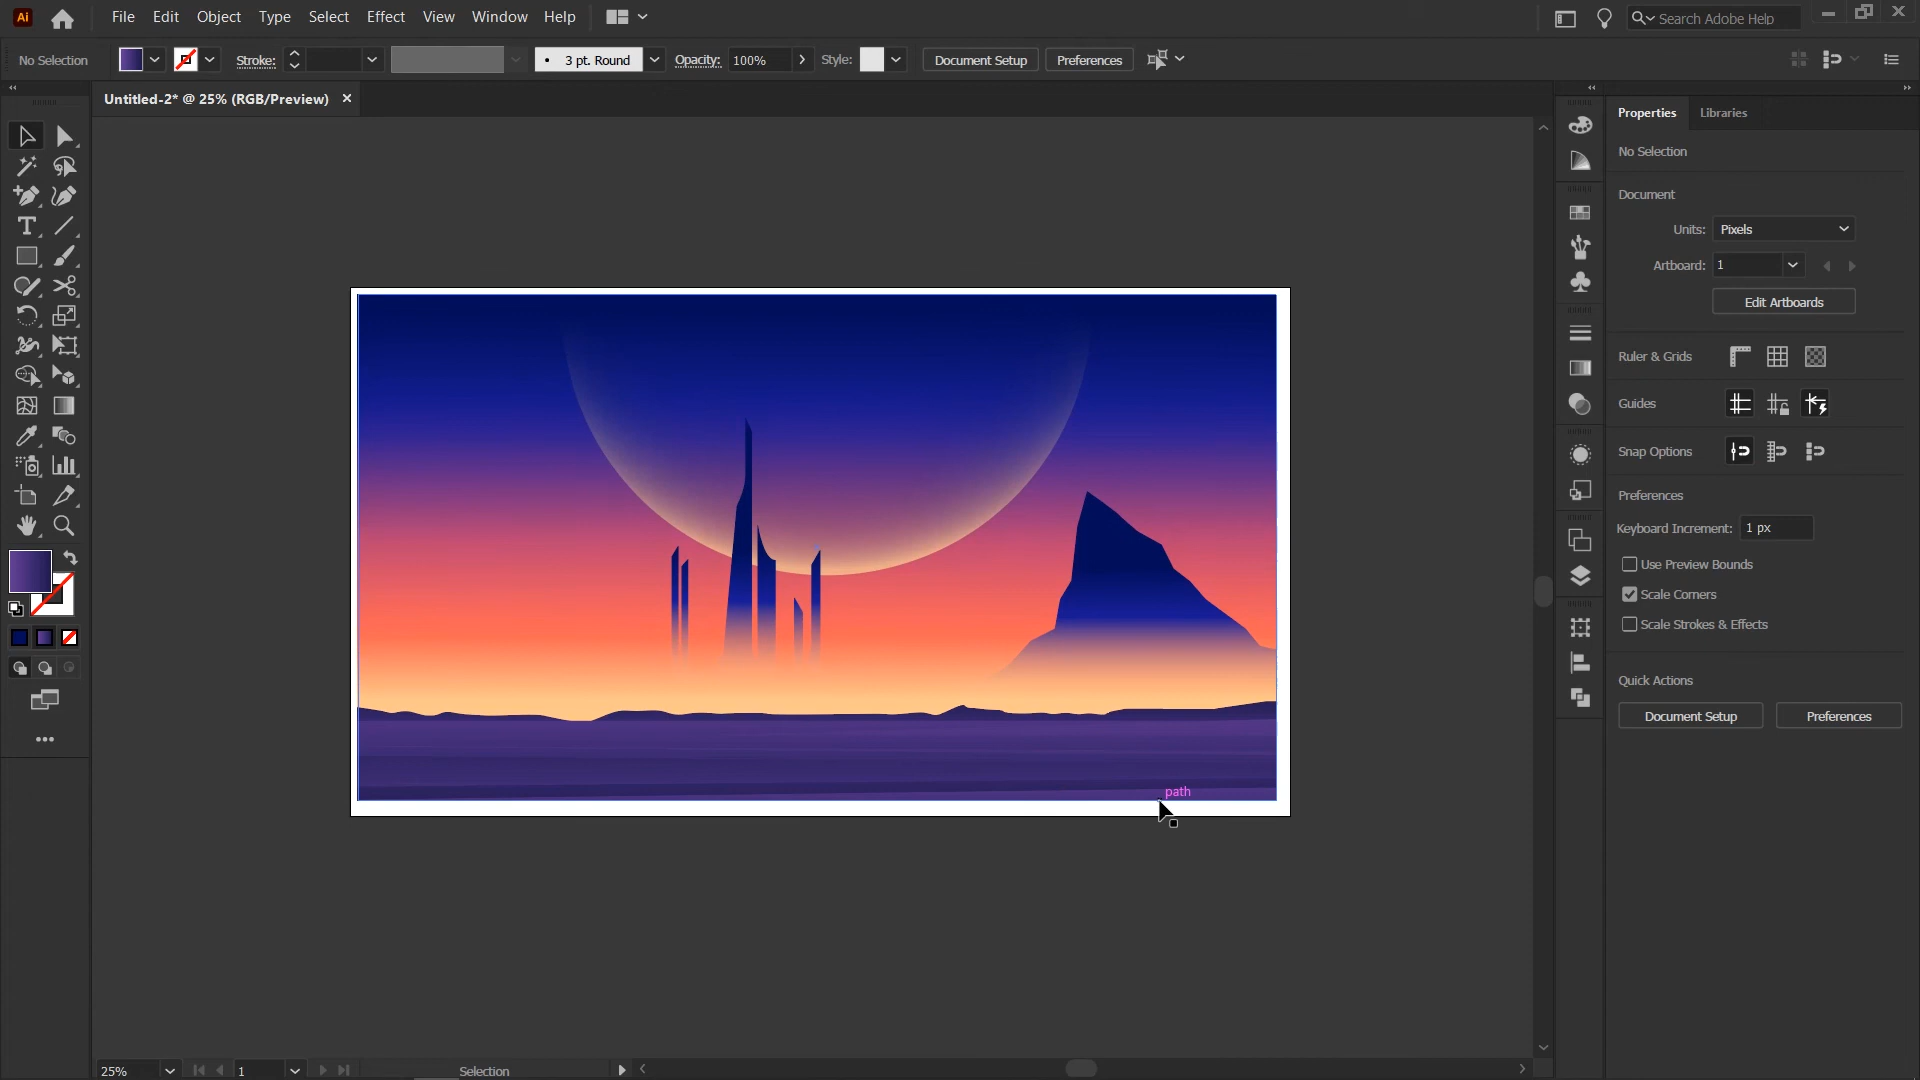 Ai File Edit Object Type Select Effect View Window Help Search Adobe Help
No Selection Stroke: 3 pt. Round Opacity: 100% Style: Document Setup Preferences
Untitled-2* @ 25% (RGB/Preview)
Properties Libraries
No Selection
Document
Units: Pixels
Artboard: 1
Edit Artboards
Ruler & Grids
Guides
Snap Options
Preferences
Keyboard Increment: 1 px
Use Preview Bounds
Scale Corners
Scale Strokes & Effects
Quick Actions
Document Setup Preferences
path
25% 1 Selection